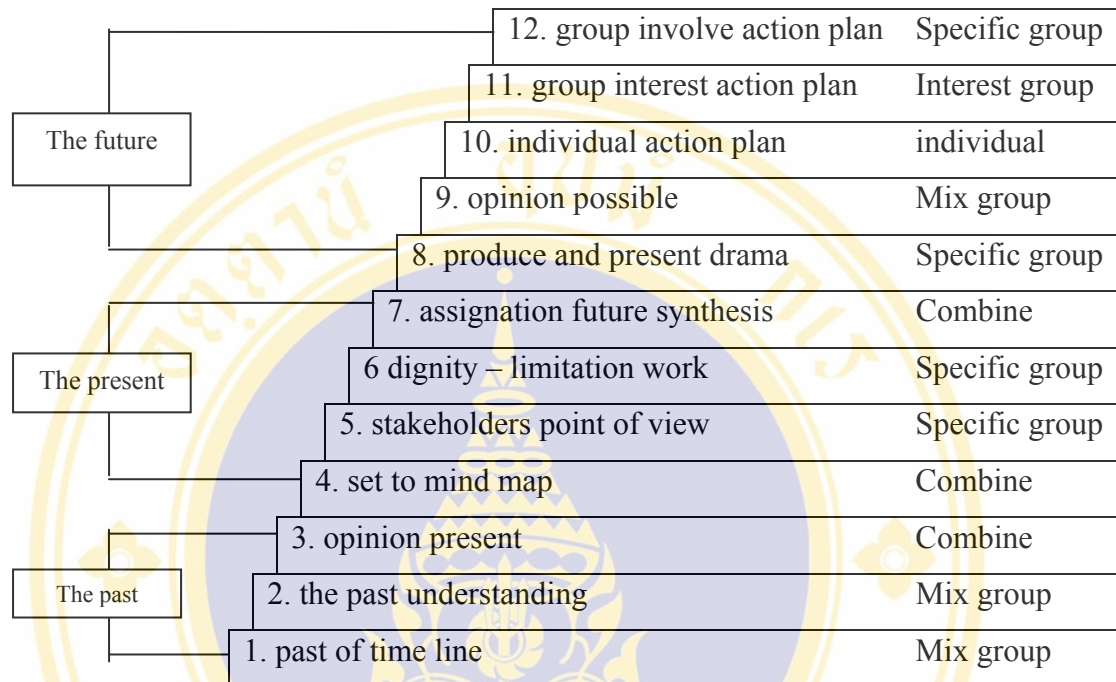 12. group involve action plan Specific group
11. group interest action plan Interest group
The future
10. individual action plan individual
9. opinion possible Mix group
8. produce and present drama Specific group
7. assignation future synthesis Combine
The present
6 dignity – limitation work Specific group
5. stakeholders point of view Specific group
4. set to mind map Combine
3. opinion present Combine
The past
2. the past understanding Mix group
1. past of time line Mix group